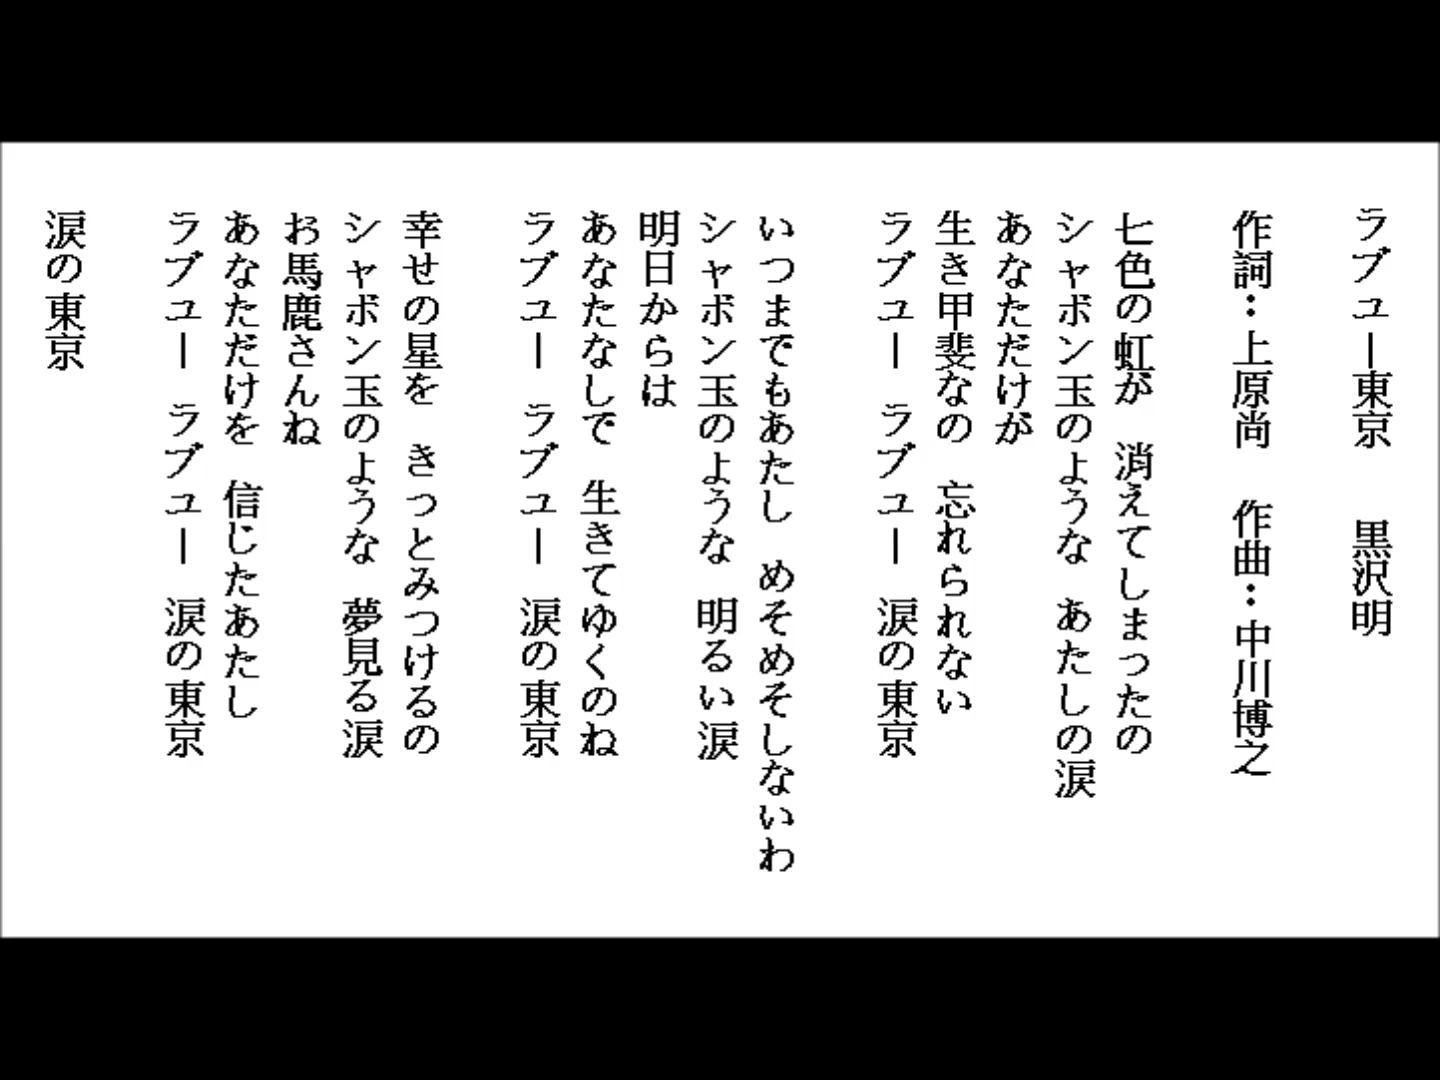 ラブユー東京　黒沢明
作詞：上原尚　作曲：中川博之
七色の虹が　消えてしまったの
シャボン玉のような　あたしの涙
あなただけが
生き甲斐なの　忘れられない
ラブユー　ラブユー　涙の東京
いつまでもあたし　めそめそしないわ
シャボン玉のような　明るい涙
明日からは
あなたなしで　生きてゆくのね
ラブユー　ラブユー　涙の東京
幸せの星を　きっとみつけるの
シャボン玉のような　夢見る涙
お馬鹿さんね
あなただけを　信じたあたし
ラブユー　ラブユー　涙の東京
涙の東京